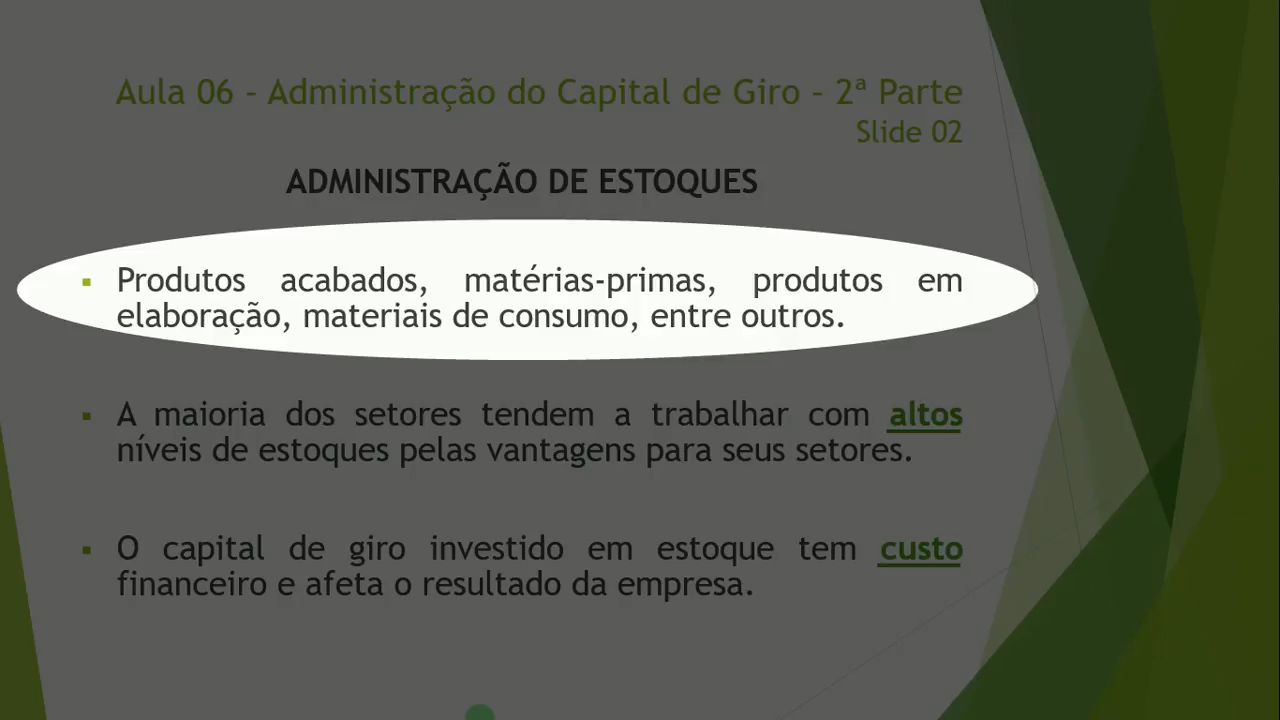 Aula 06 – Administração do Capital de Giro – 2ª Parte
Slide 02
ADMINISTRAÇÃO DE ESTOQUES
▪ Produtos acabados, matérias-primas, produtos em
elaboração, materiais de consumo, entre outros.
▪ A maioria dos setores tendem a trabalhar com altos
níveis de estoques pelas vantagens para seus setores.
▪ O capital de giro investido em estoque tem custo
financeiro e afeta o resultado da empresa.